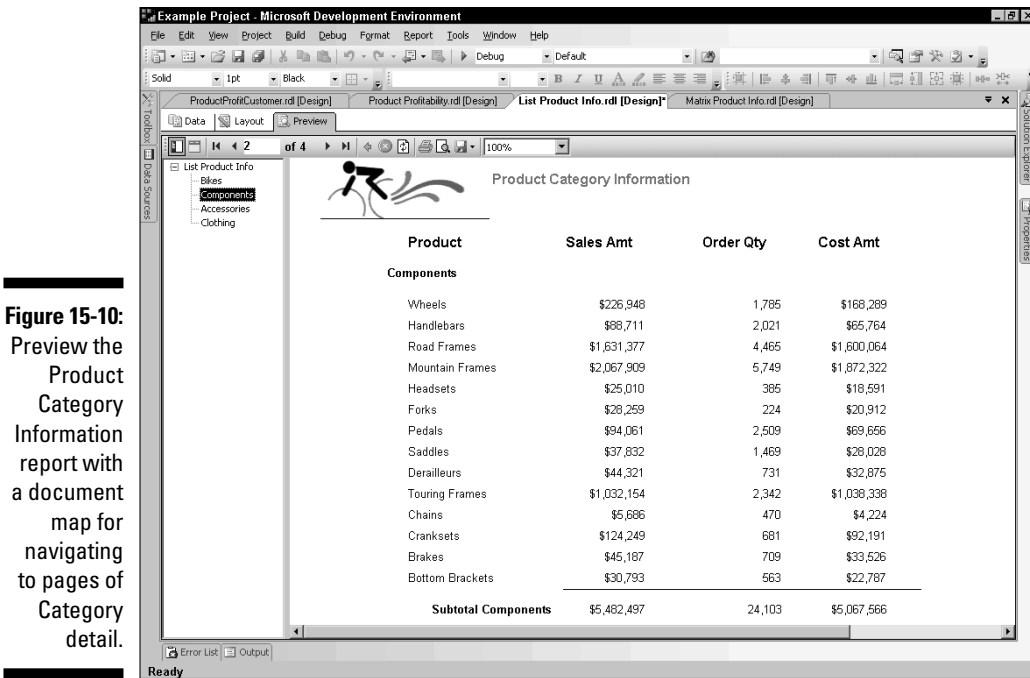 Example Project - Microsoft Development Environment
File Edit View Project Build Debug Format Report Tools Window Help
Debug Default
Solid 1pt Black B I U A
ProductProfitCustomer.rdl [Design] Product Profitability.rdl [Design] List Product Info.rdl [Design]* Matrix Product Info.rdl [Design]
Data Layout Preview
2 of 4 100%
Toolbox
Data Sources
Solution Explorer
Properties
List Product Info
Bikes
Components
Accessories
Clothing
Product Category Information
Product Sales Amt Order Qty Cost Amt
Components
Wheels $226,948 1,785 $168,289
Handlebars $88,711 2,021 $65,764
Road Frames $1,631,377 4,465 $1,600,064
Mountain Frames $2,067,909 5,749 $1,872,322
Headsets $25,010 385 $18,591
Forks $28,259 224 $20,912
Pedals $94,061 2,509 $69,656
Saddles $37,832 1,469 $28,028
Derailleurs $44,321 731 $32,875
Touring Frames $1,032,154 2,342 $1,038,338
Chains $5,686 470 $4,224
Cranksets $124,249 681 $92,191
Brakes $45,187 709 $33,526
Bottom Brackets $30,793 563 $22,787
Subtotal Components $5,482,497 24,103 $5,067,566
Error List Output
Ready
Figure 15-10:
Preview the
Product
Category
Information
report with
a document
map for
navigating
to pages of
Category
detail.